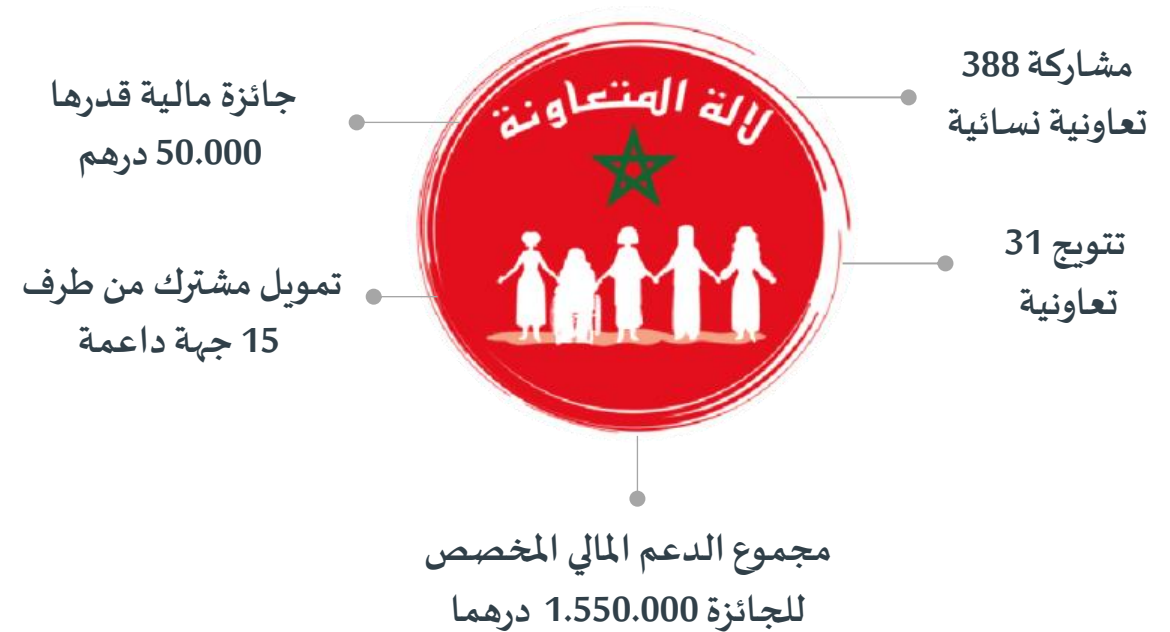 لالة المتعاونة
مشاركة 388
تعاونية نسائية
جائزة مالية قدرها
50.000 درهم
تتويج 31
تعاونية
تمويل مشترك من طرف
15 جهة داعمة
مجموع الدعم المالي المخصص
للجائزة 1.550.000 درهما